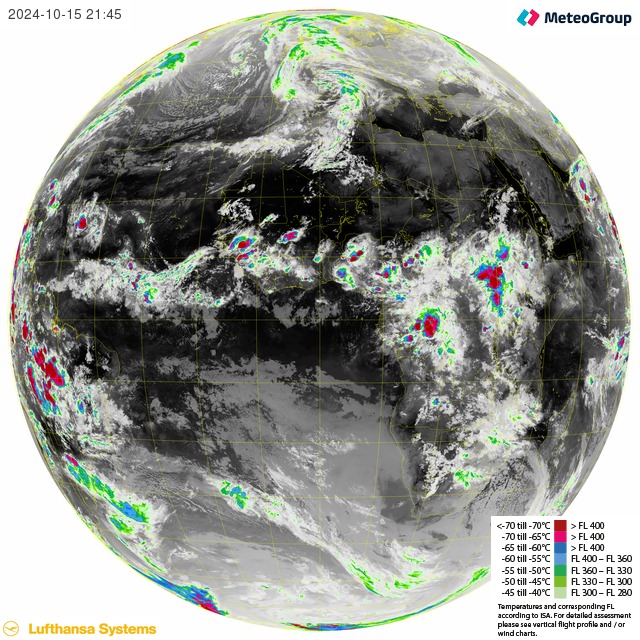 2024-10-15 21:45
MeteoGroup
<-70 till -70°C > FL 400
-70 till -65°C > FL 400
-65 till -60°C > FL 400
-60 till -55°C FL 400 – FL 360
-55 till -50°C FL 360 – FL 330
-50 till -45°C FL 330 – FL 300
-45 till -40°C FL 300 – FL 280
Temperatures and corresponding FL
according to ISA. For detailed assessment
please see vertical flight profile and / or
wind charts.
Lufthansa Systems